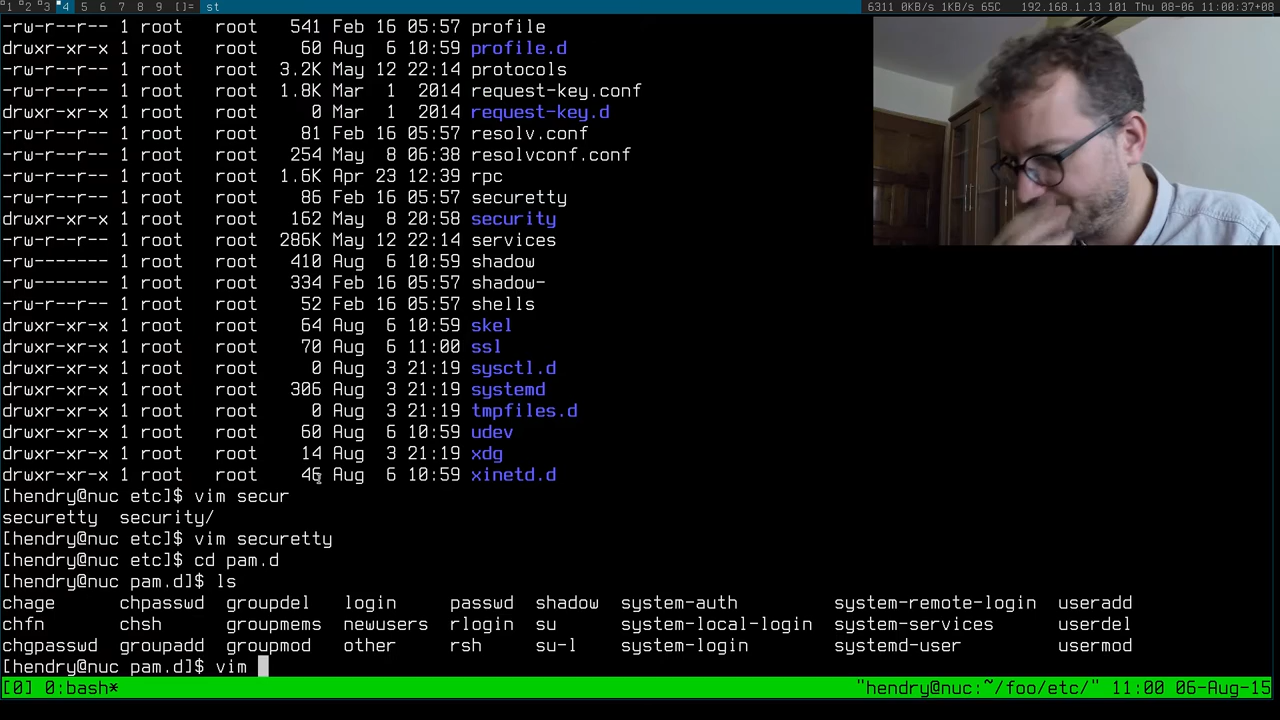 1 2 3 4 5 6 7 8 9 []= st 6311 0KB/s 1KB/s 65C 192.168.1.13 101 Thu 08-06 11:00:37+08
-rw-r--r-- 1 root root 541 Feb 16 05:57 profile
drwxr-xr-x 1 root root 60 Aug 6 10:59 profile.d
-rw-r--r-- 1 root root 3.2K May 12 22:14 protocols
-rw-r--r-- 1 root root 1.8K Mar 1 2014 request-key.conf
drwxr-xr-x 1 root root 0 Mar 1 2014 request-key.d
-rw-r--r-- 1 root root 81 Feb 16 05:57 resolv.conf
-rw-r--r-- 1 root root 254 May 8 06:38 resolvconf.conf
-rw-r--r-- 1 root root 1.6K Apr 23 12:39 rpc
-rw-r--r-- 1 root root 86 Feb 16 05:57 securetty
drwxr-xr-x 1 root root 162 May 8 20:58 security
-rw-r--r-- 1 root root 286K May 12 22:14 services
-rw------- 1 root root 410 Aug 6 10:59 shadow
-rw------- 1 root root 334 Feb 16 05:57 shadow-
-rw-r--r-- 1 root root 52 Feb 16 05:57 shells
drwxr-xr-x 1 root root 64 Aug 6 10:59 skel
drwxr-xr-x 1 root root 70 Aug 6 11:00 ssl
drwxr-xr-x 1 root root 0 Aug 3 21:19 sysctl.d
drwxr-xr-x 1 root root 306 Aug 3 21:19 systemd
drwxr-xr-x 1 root root 0 Aug 3 21:19 tmpfiles.d
drwxr-xr-x 1 root root 60 Aug 6 10:59 udev
drwxr-xr-x 1 root root 14 Aug 3 21:19 xdg
drwxr-xr-x 1 root root 46 Aug 6 10:59 xinetd.d
[hendry@nuc etc]$ vim secur
securetty security/
[hendry@nuc etc]$ vim securetty
[hendry@nuc etc]$ cd pam.d
[hendry@nuc pam.d]$ ls
chage chpasswd groupdel login passwd shadow system-auth system-remote-login useradd
chfn chsh groupmems newusers rlogin su system-local-login system-services userdel
chgpasswd groupadd groupmod other rsh su-l system-login systemd-user usermod
[hendry@nuc pam.d]$ vim
[0] 0:bash* "hendry@nuc:~/foo/etc/" 11:00 06-Aug-15